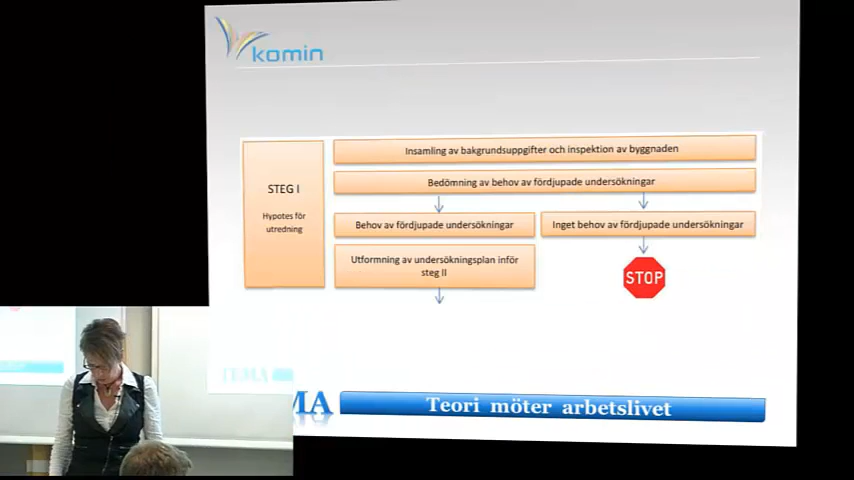 komin
Insamling av bakgrundsuppgifter och inspektion av byggnaden
STEG I
Hypotes för
utredning
Bedömning av behov av fördjupade undersökningar
Behov av fördjupade undersökningar
Inget behov av fördjupade undersökningar
Utformning av undersökningsplan inför
steg II
STOP
TEMA
MA
Teori möter arbetslivet